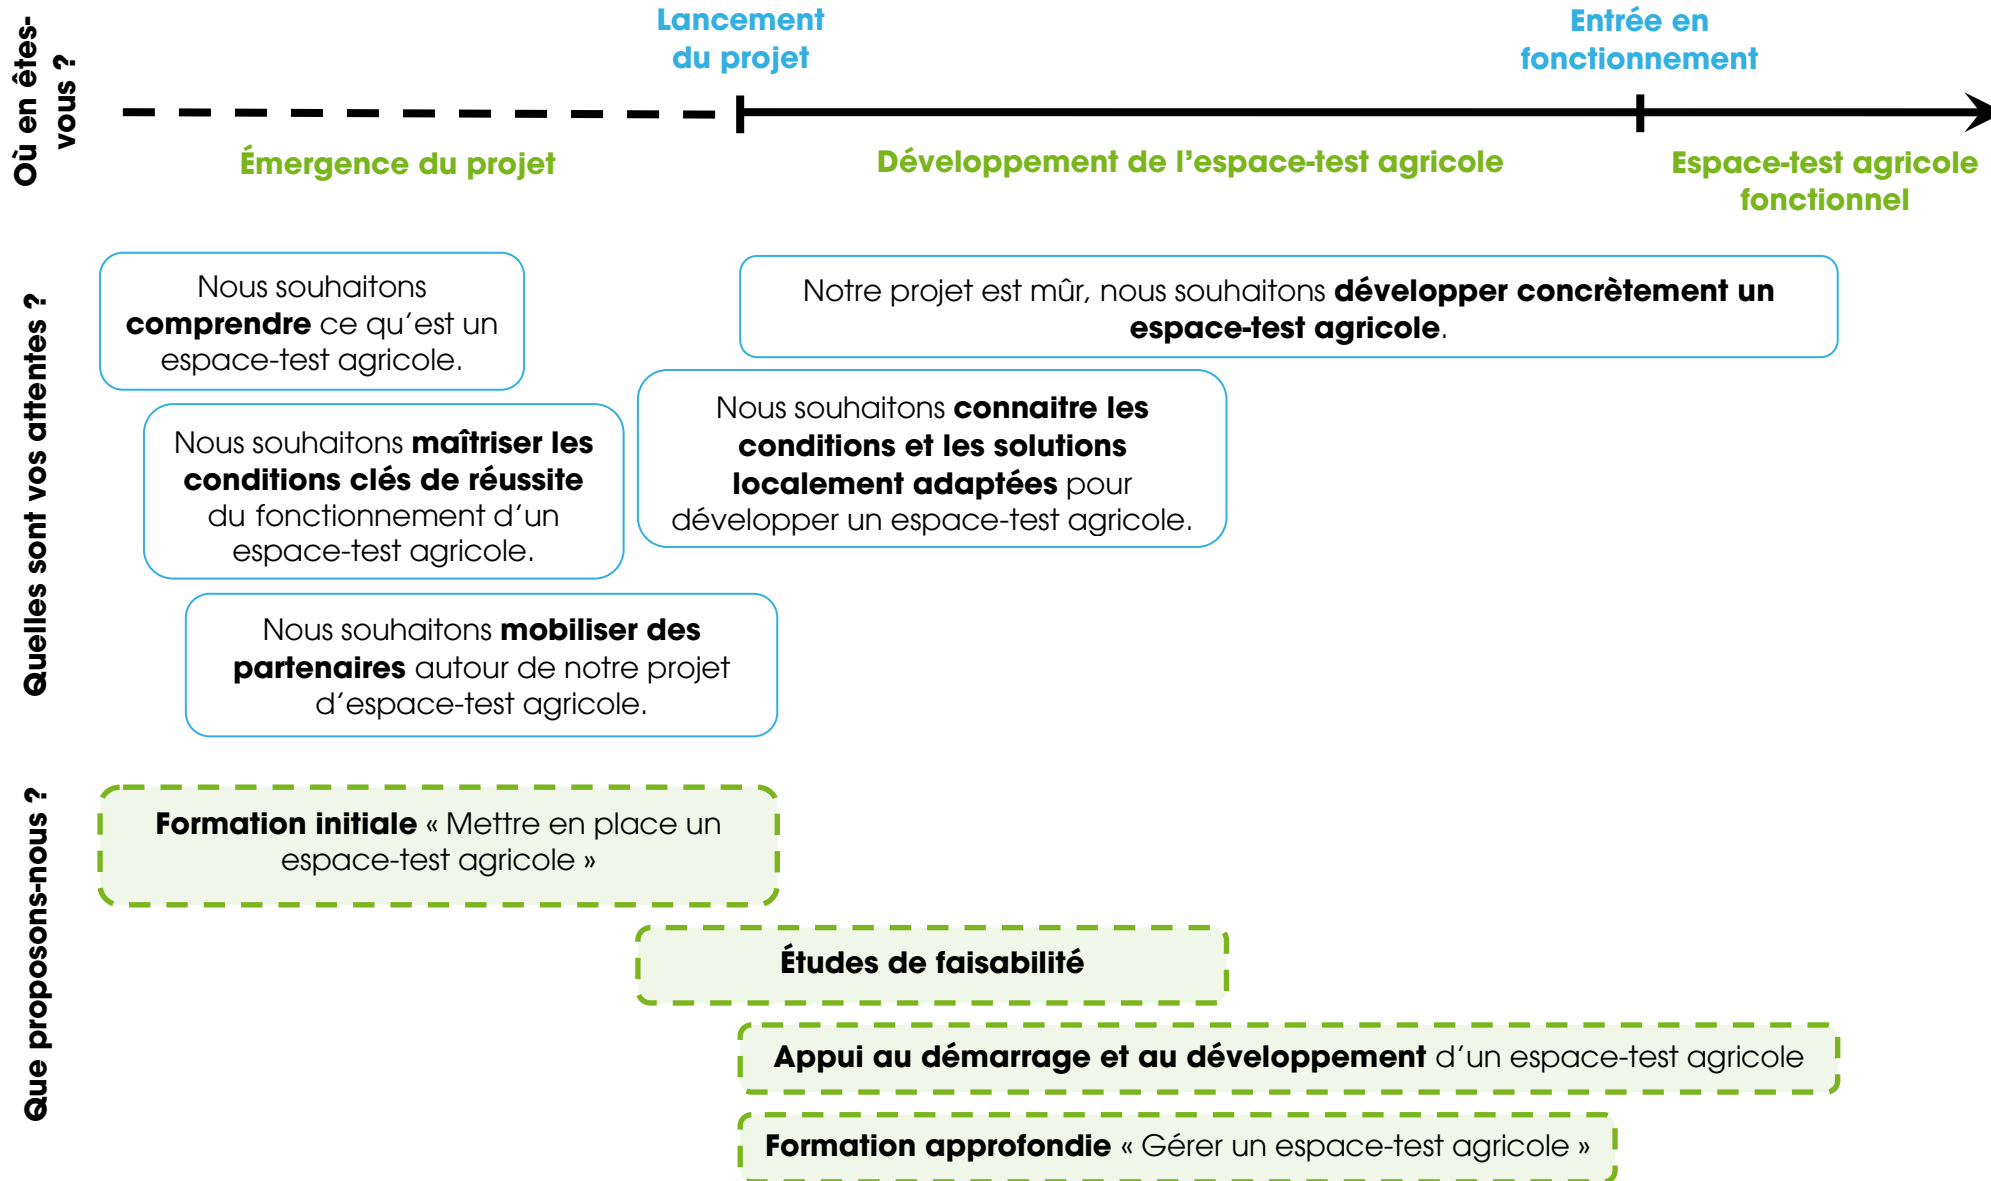 Où en êtes-
vous ?
Lancement
du projet
Entrée en
fonctionnement
Émergence du projet
Développement de l’espace-test agricole
Espace-test agricole
fonctionnel
Quelles sont vos attentes ?
Nous souhaitons
comprendre ce qu’est un
espace-test agricole.
Notre projet est mûr, nous souhaitons développer concrètement un
espace-test agricole.
Nous souhaitons maîtriser les
conditions clés de réussite
du fonctionnement d’un
espace-test agricole.
Nous souhaitons connaitre les
conditions et les solutions
localement adaptées pour
développer un espace-test agricole.
Nous souhaitons mobiliser des
partenaires autour de notre projet
d’espace-test agricole.
Que proposons-nous ?
Formation initiale « Mettre en place un
espace-test agricole »
Études de faisabilité
Appui au démarrage et au développement d’un espace-test agricole
Formation approfondie « Gérer un espace-test agricole »